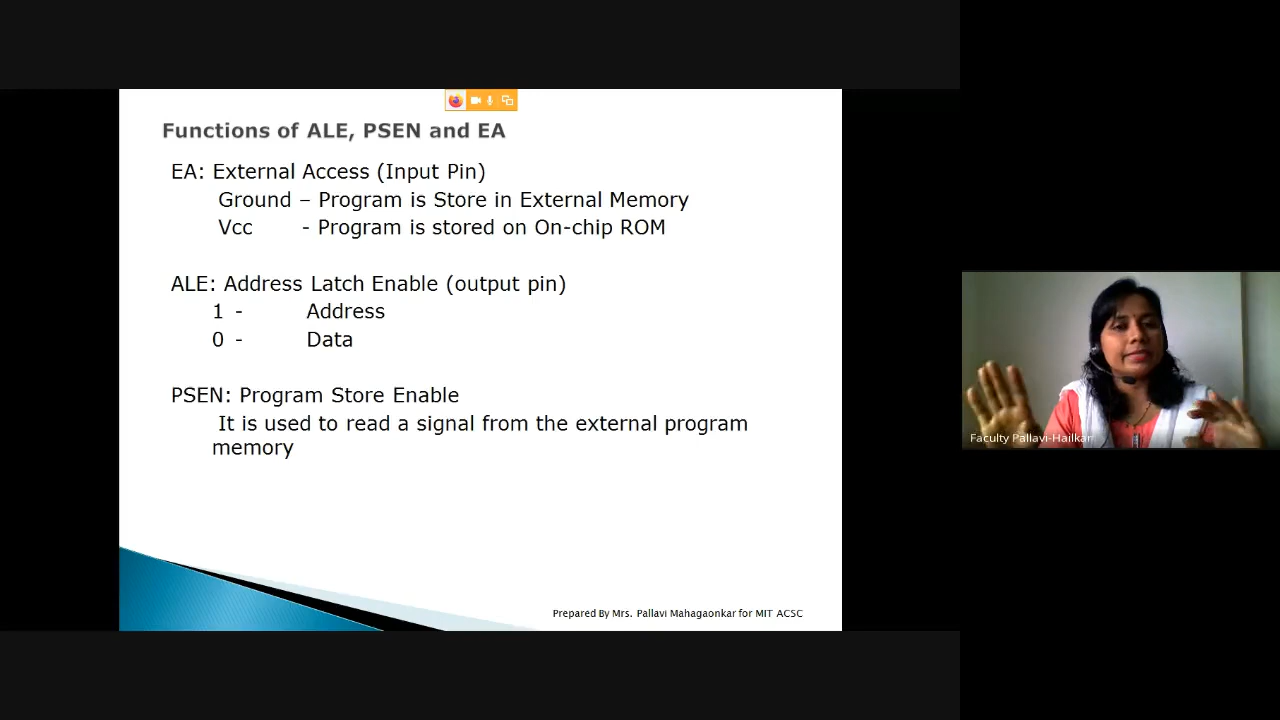 Functions of ALE, PSEN and EA
EA: External Access (Input Pin)
Ground – Program is Store in External Memory
Vcc - Program is stored on On-chip ROM
ALE: Address Latch Enable (output pin)
1 - Address
0 - Data
PSEN: Program Store Enable
It is used to read a signal from the external program
memory
Prepared By Mrs. Pallavi Mahagaonkar for MIT ACSC
Faculty Pallavi-Hailkar